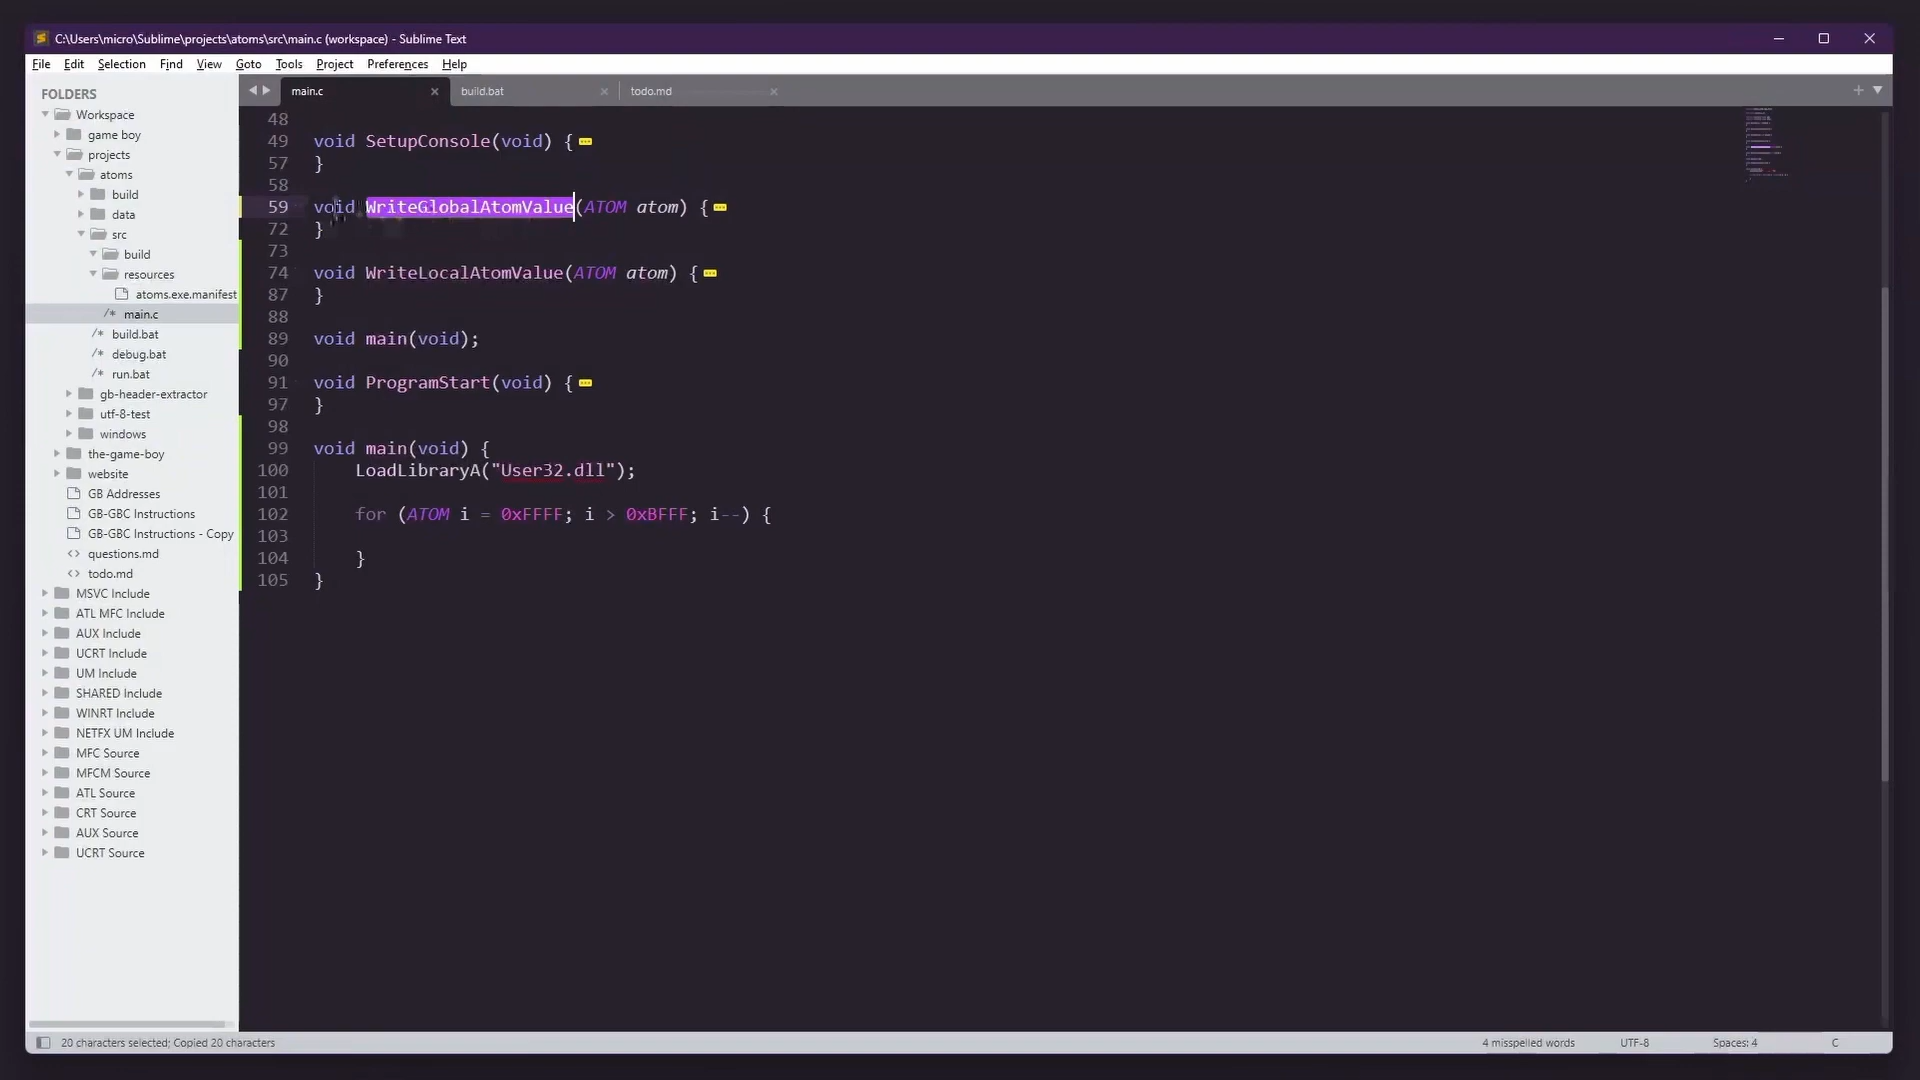 C:\Users\micro\Sublime\projects\atoms\src\main.c (workspace) - Sublime Text
File Edit Selection Find View Goto Tools Project Preferences Help
FOLDERS
Workspace
game boy
projects
atoms
build
data
src
build
resources
atoms.exe.manifest
/* main.c
/* build.bat
/* debug.bat
/* run.bat
gb-header-extractor
utf-8-test
windows
the-game-boy
website
GB Addresses
GB-GBC Instructions
GB-GBC Instructions - Copy
<> questions.md
<> todo.md
MSVC Include
ATL MFC Include
AUX Include
UCRT Include
UM Include
SHARED Include
WINRT Include
NETFX UM Include
MFC Source
MFCM Source
ATL Source
CRT Source
AUX Source
UCRT Source
main.c build.bat todo.md
48
49 void SetupConsole(void) {
57 }
58
59 void WriteGlobalAtomValue(ATOM atom) {
72 }
73
74 void WriteLocalAtomValue(ATOM atom) {
87 }
88
89 void main(void);
90
91 void ProgramStart(void) {
97 }
98
99 void main(void) {
100 LoadLibraryA("User32.dll");
101
102 for (ATOM i = 0xFFFF; i > 0xBFFF; i--) {
103
104 }
105 }
20 characters selected; Copied 20 characters
4 misspelled words UTF-8 Spaces: 4 C